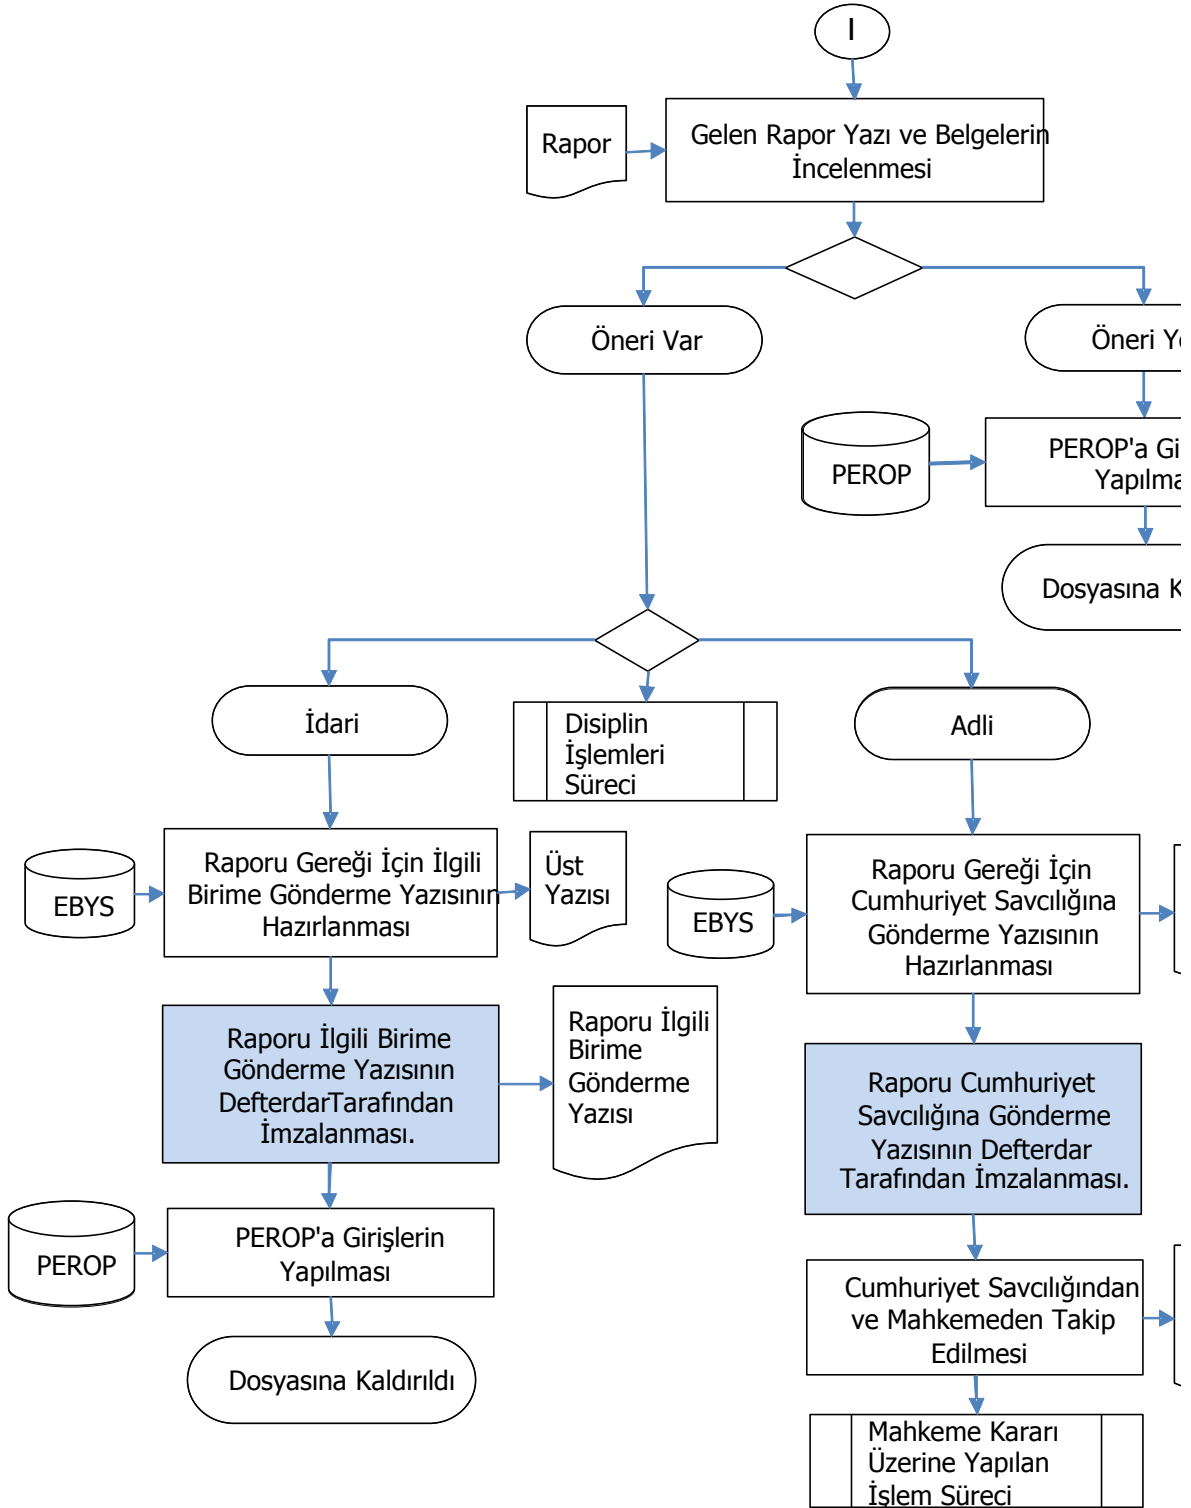 I
Rapor
Gelen Rapor Yazı ve Belgelerin
İncelenmesi
Öneri Var
Öneri
PEROP
PEROP'a
Dosyasına
İdari
Disiplin
İşlemleri
Süreci
Adli
EBYS
Raporu Gereği İçin İlgili
Birime Gönderme Yazısının
Hazırlanması
Üst
Yazısı
EBYS
Raporu Gereği İçin
Cumhuriyet Savcılığına
Gönderme Yazısının
Hazırlanması
Raporu İlgili Birime
Gönderme Yazısının
DefterdarTarafından
İmzalanması.
Raporu İlgili
Birime
Gönderme
Yazısı
Raporu Cumhuriyet
Savcılığına Gönderme
Yazısının Defterdar
Tarafından İmzalanması.
PEROP
PEROP'a Girişlerin
Yapılması
Cumhuriyet Savcılığından
ve Mahkemeden Takip
Edilmesi
Dosyasına Kaldırıldı
Mahkeme Kararı
Üzerine Yapılan
İşlem Süreci